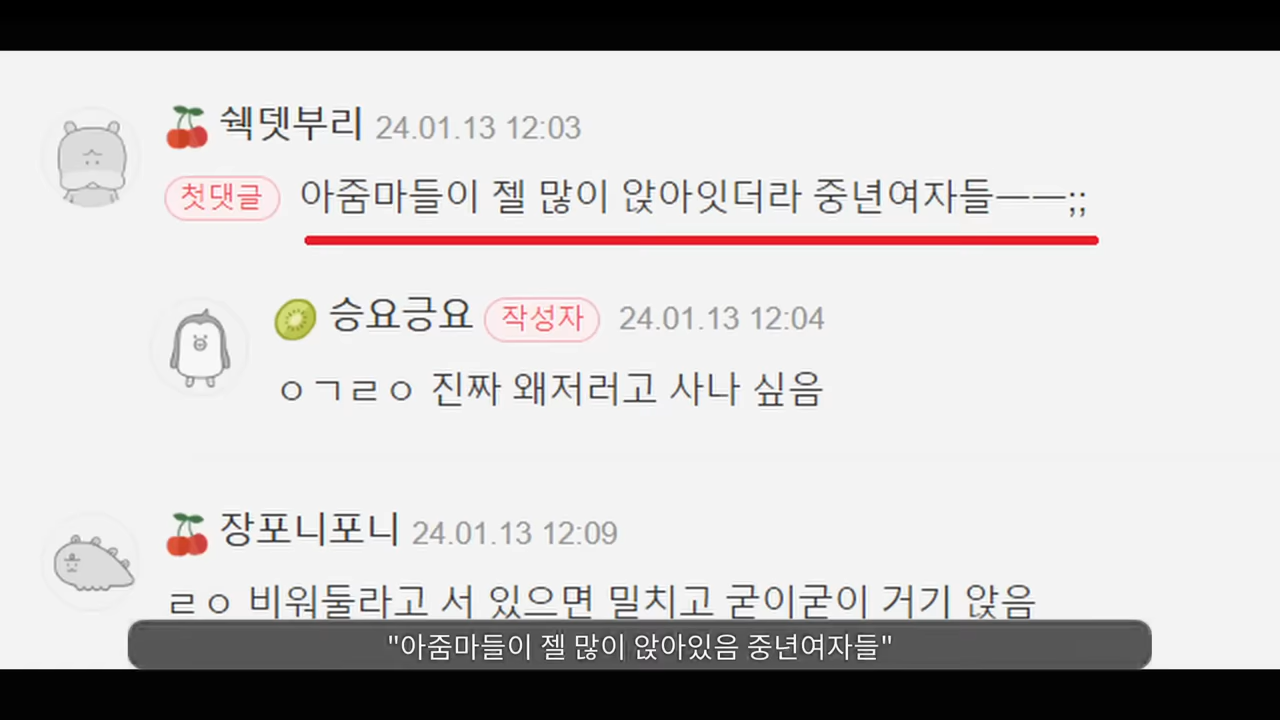 쉑뎃부리 24.01.13 12:03
첫댓글 아줌마들이 젤 많이 앉아잇더라 중년여자들ㅡㅡ;;
승요긍요 작성자 24.01.13 12:04
ㅇㄱㄹㅇ 진짜 왜저러고 사나 싶음
장포니포니 24.01.13 12:09
ㄹㅇ 비워둘라고 서 있으면 밀치고 굳이굳이 거기 앉음
"아줌마들이 젤 많이 앉아있음 중년여자들"